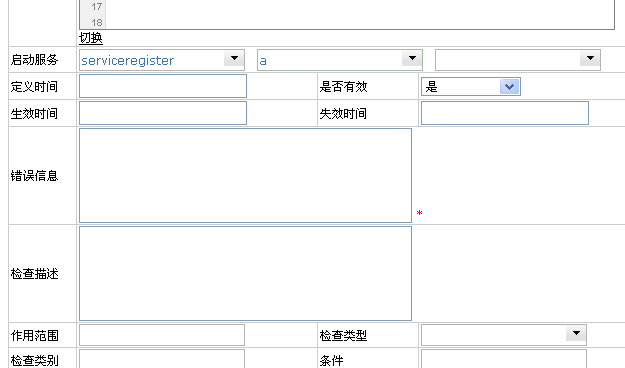 17
18
切换
启动服务 serviceregister a
定义时间 是否有效 是
生效时间 失效时间
错误信息 *
检查描述
作用范围 检查类型
检查类别 条件